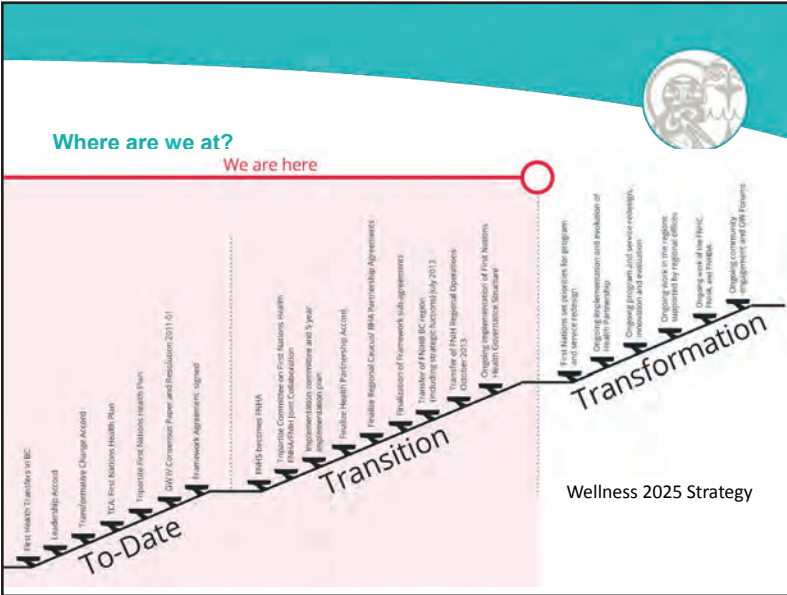 Where are we at?
We are here
First Health Transfers in BC
Leadership Accord
Transformative Change Accord
TCA: First Nations Health Plan
Tripartite First Nations Health Plan
GW IV Consensus Paper and Resolution 2011-01
Framework Agreement signed
To-Date
FNHS becomes FNHA
Tripartite Committee on First Nations Health
FNHA/FNIH Joint Collaboration
Implementation committee and 5 year
implementation plan
Finalize Health Partnership Accord
Finalize Regional Caucus/ RHA Partnership Agreements
Finalization of Framework sub-agreements
Transfer of FNIHB BC region
(including strategic functions) July 2013
Transfer of FNIH Regional Operations
October 2013
Ongoing implementation of First Nations
Health Governance Structure
Transition
First Nations set priorities for program
and service redesign
Ongoing implementation and evolution of
Health Partnership
Ongoing program and service redesign,
innovation and evaluation
Ongoing work in the regions
supported by regional offices
Ongoing work of the FNHC,
FNHA, and FNHDA
Ongoing community
engagement and GW Forums
Transformation
Wellness 2025 Strategy